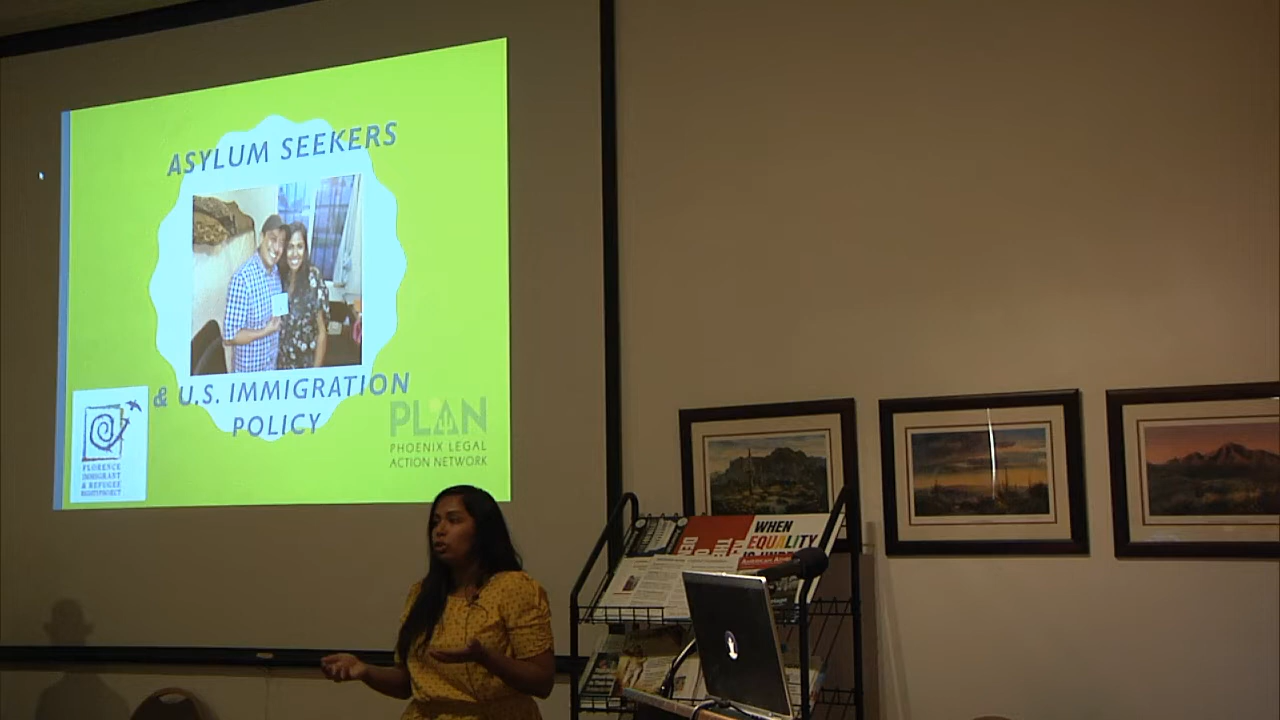 ASYLUM SEEKERS
& U.S. IMMIGRATION
POLICY
FLORENCE
IMMIGRANT
& REFUGEE
RIGHTS PROJECT
PLAN
PHOENIX LEGAL
ACTION NETWORK
WHEN
EQUALITY